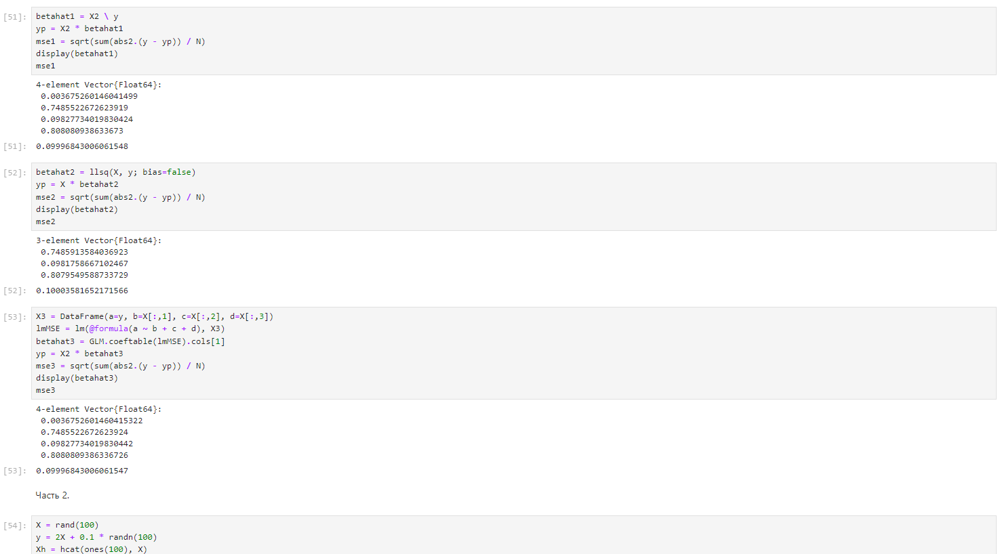 [51]: betahat1 = X2 \ y
yp = X2 * betahat1
mse1 = sqrt(sum(abs2.(y - yp)) / N)
display(betahat1)
mse1
4-element Vector{Float64}:
0.003675260146041499
0.7485522672623919
0.09827734019830424
0.808080938633673
[51]: 0.09996843006061548
[52]: betahat2 = llsq(X, y; bias=false)
yp = X * betahat2
mse2 = sqrt(sum(abs2.(y - yp)) / N)
display(betahat2)
mse2
3-element Vector{Float64}:
0.7485913584036923
0.0981758667102467
0.8079549588733729
[52]: 0.10003581652171566
[53]: X3 = DataFrame(a=y, b=X[:,1], c=X[:,2], d=X[:,3])
lmMSE = lm(@formula(a ~ b + c + d), X3)
betahat3 = GLM.coeftable(lmMSE).cols[1]
yp = X2 * betahat3
mse3 = sqrt(sum(abs2.(y - yp)) / N)
display(betahat3)
mse3
4-element Vector{Float64}:
0.0036752601460415322
0.7485522672623924
0.09827734019830442
0.8080809386336726
[53]: 0.09996843006061547
Часть 2.
[54]: X = rand(100)
y = 2X + 0.1 * randn(100)
Xh = hcat(ones(100), X)